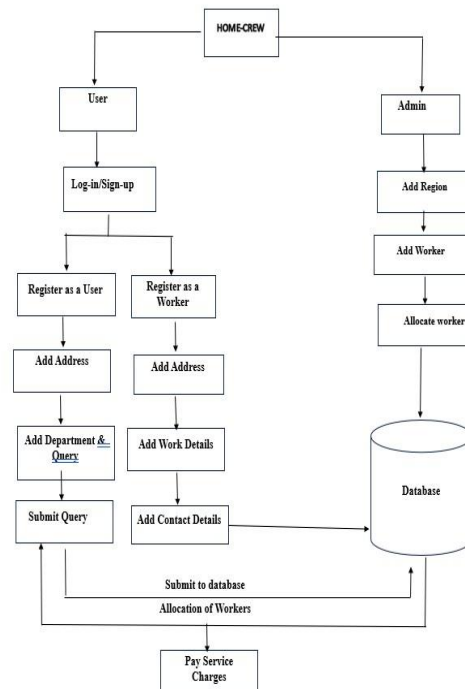 HOME-CREW
User
Admin
Log-in/Sign-up
Add Region
Add Worker
Register as a User
Register as a
Worker
Allocate worker
Add Address
Add Address
Add Department &
Query
Add Work Details
Database
Submit Query
Add Contact Details
Submit to database
Allocation of Workers
Pay Service
Charges